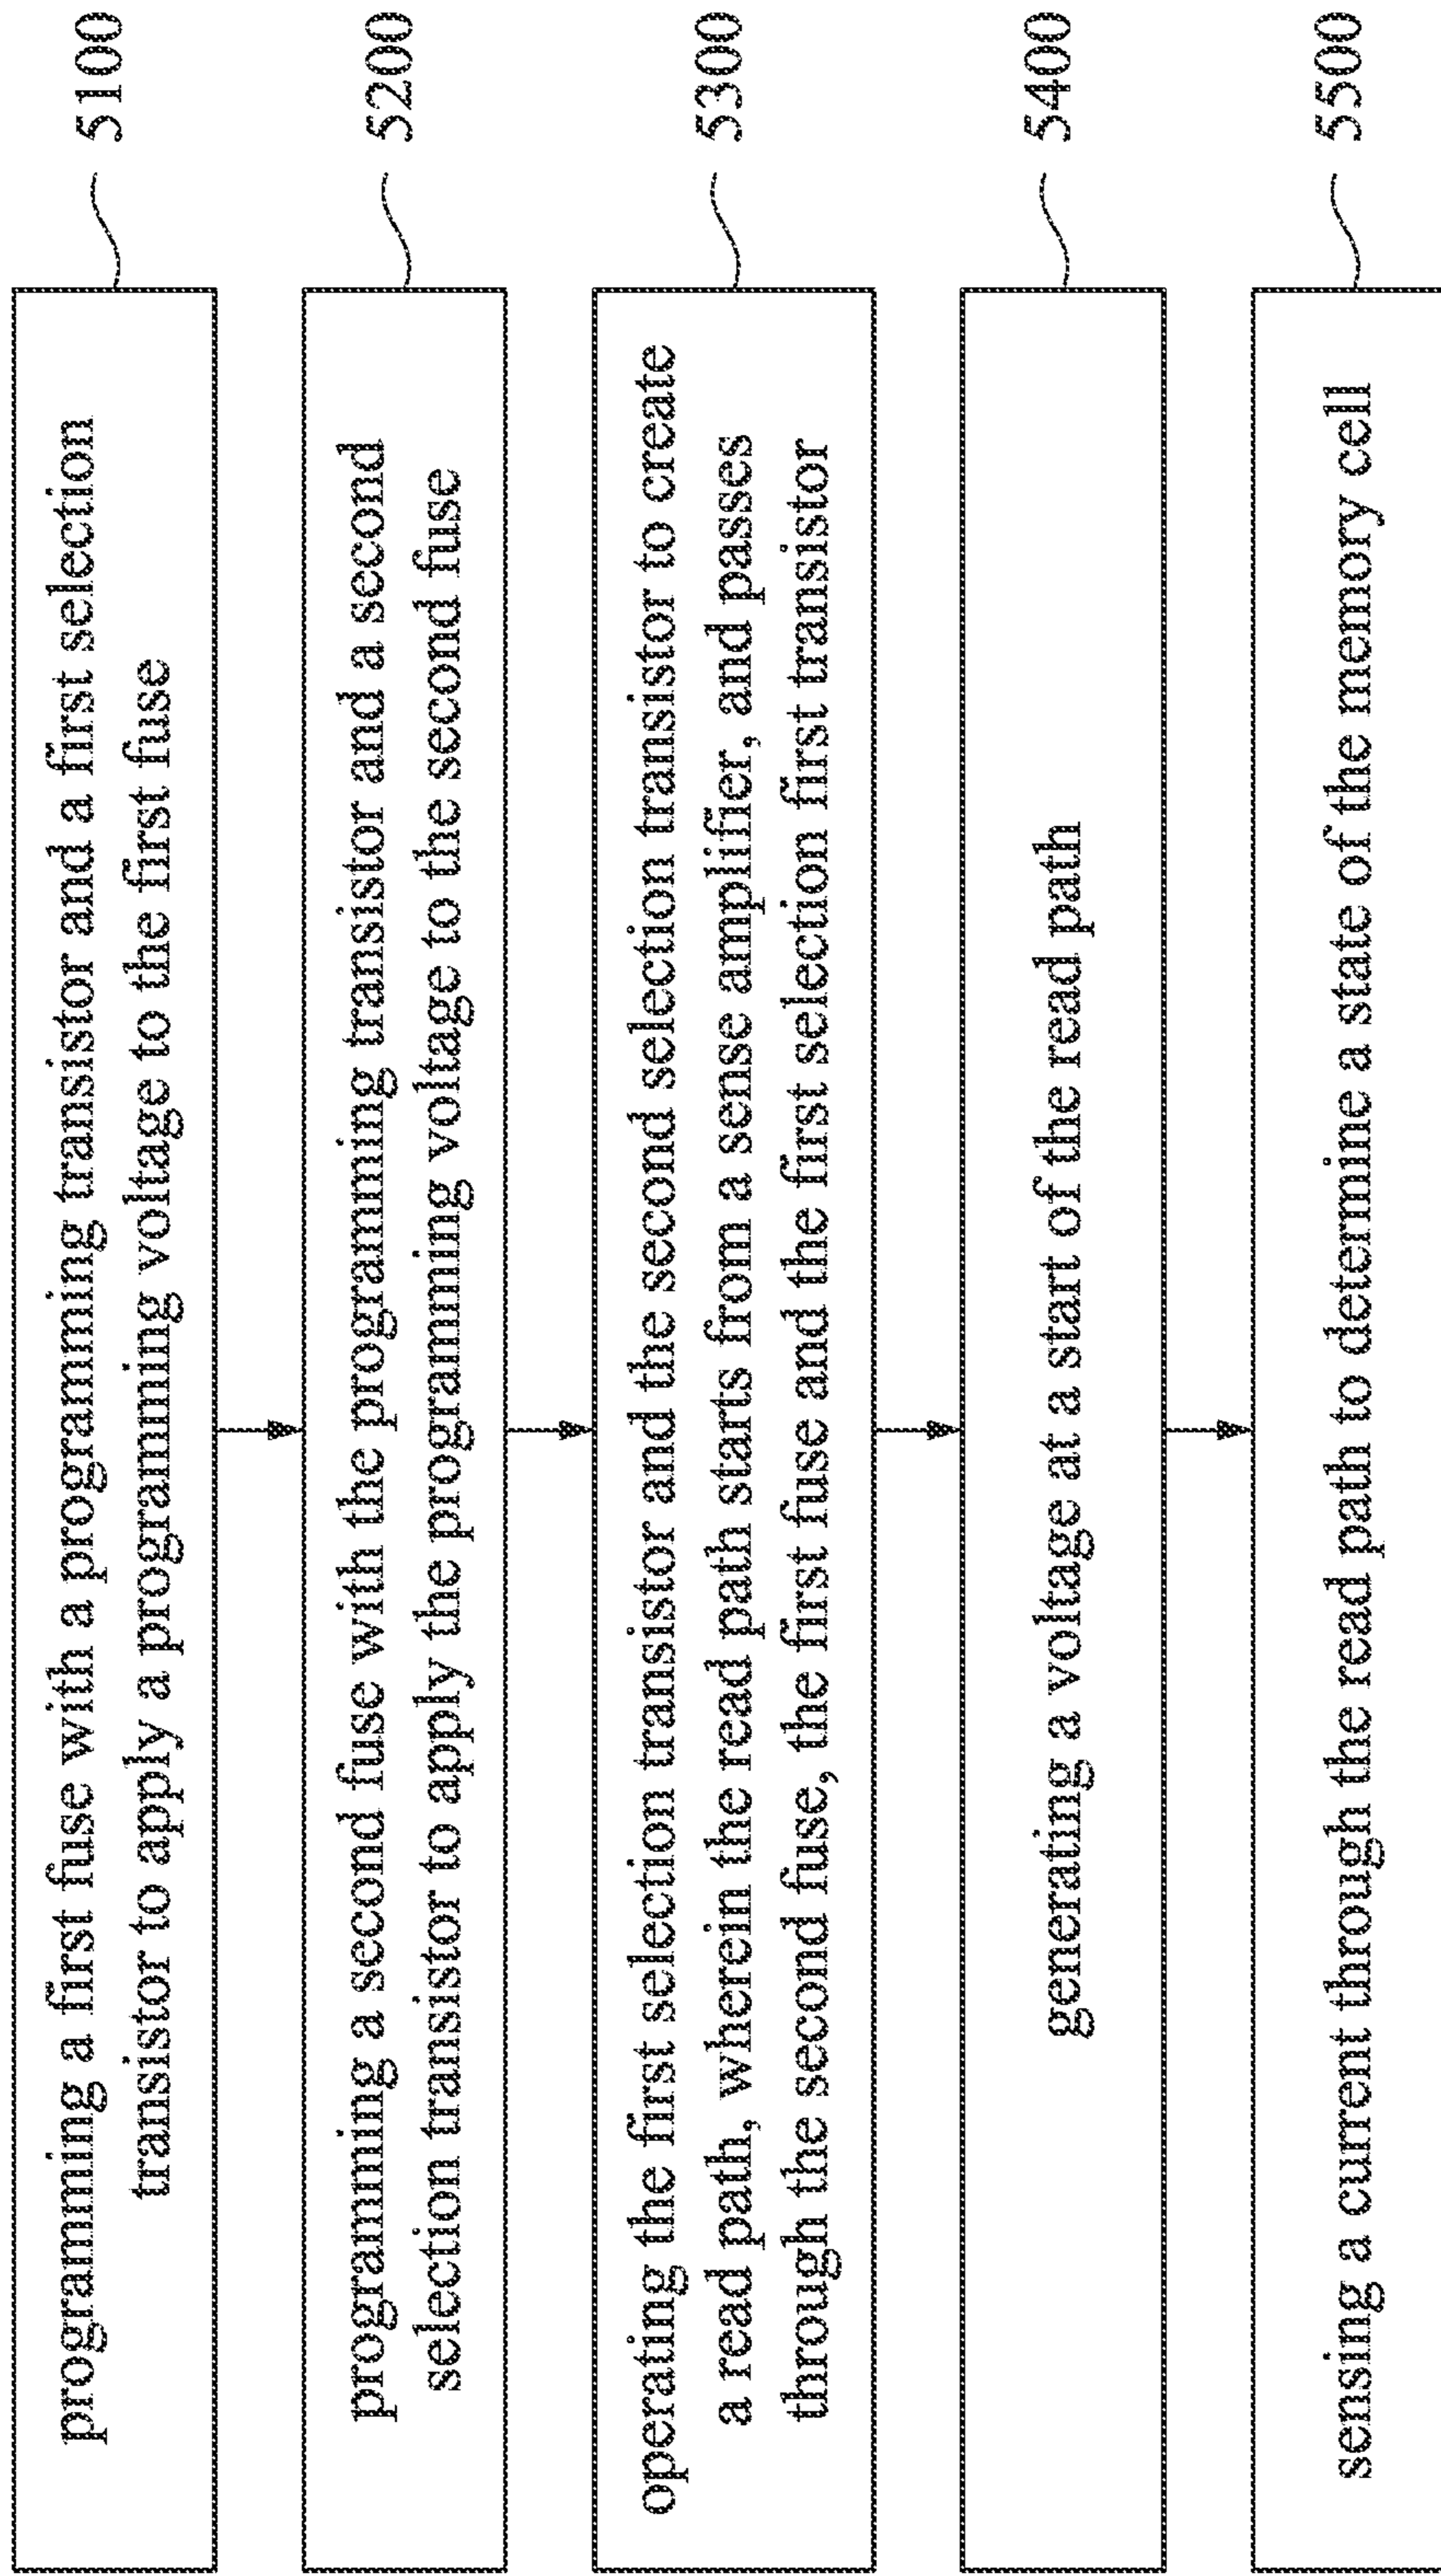 programming a first fuse with a programming transistor and a first selection
transistor to apply a programming voltage to the first fuse
5100
programming a second fuse with the programming transistor and a second
selection transistor to apply the programming voltage to the second fuse
5200
operating the first selection transistor and the second selection transistor to create
a read path, wherein the read path starts from a sense amplifier, and passes
through the second fuse, the first fuse and the first selection first transistor
5300
generating a voltage at a start of the read path
5400
sensing a current through the read path to determine a state of the memory cell
5500